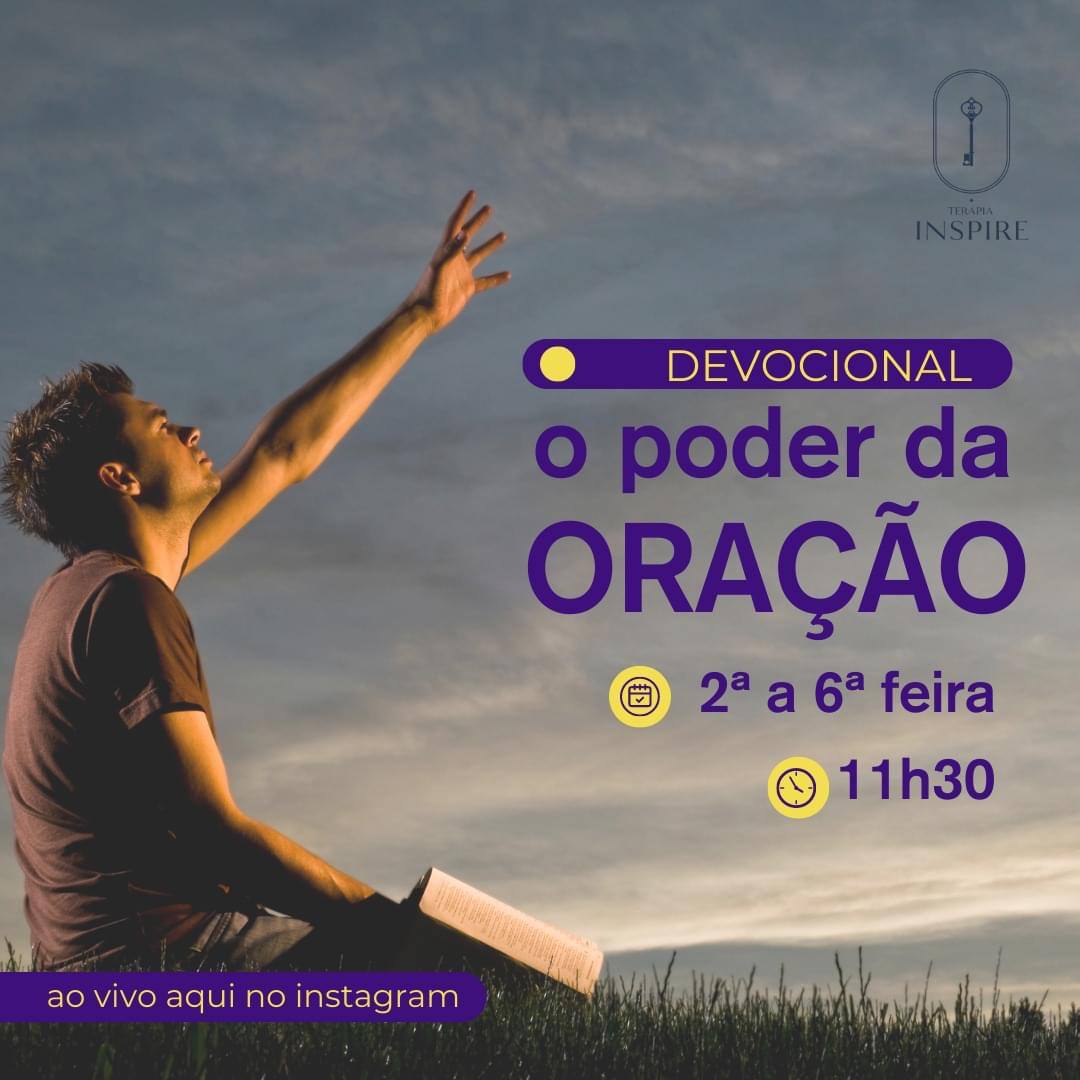 TERAPIA
INSPIRE
DEVOCIONAL
o poder da
ORAÇÃO
2ª a 6ª feira
11h30
ao vivo aqui no instagram